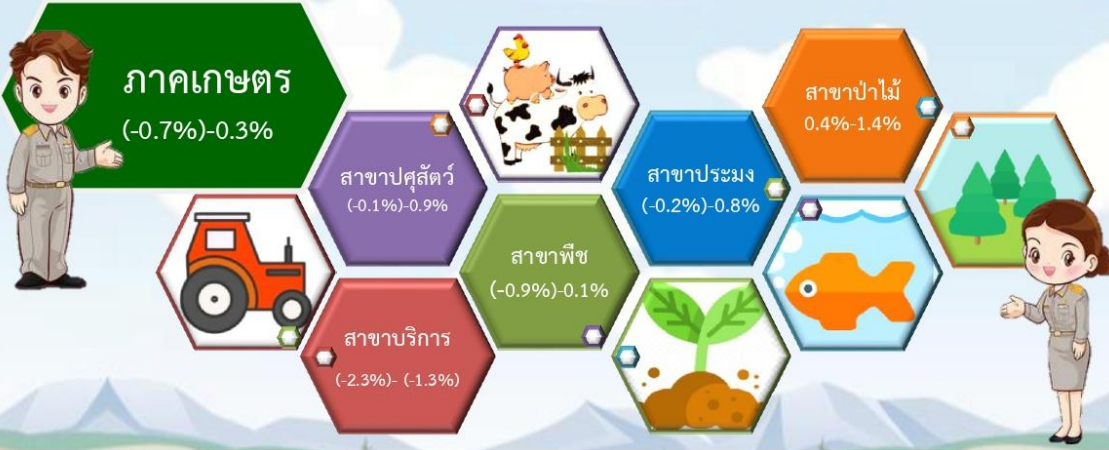 ภาคเกษตร
(-0.7%)-0.3%
สาขาปศุสัตว์
(-0.1%)-0.9%
สาขาบริการ
(-2.3%)- (-1.3%)
สาขาพืช
(-0.9%)-0.1%
สาขาประมง
(-0.2%)-0.8%
สาขาป่าไม้
0.4%-1.4%